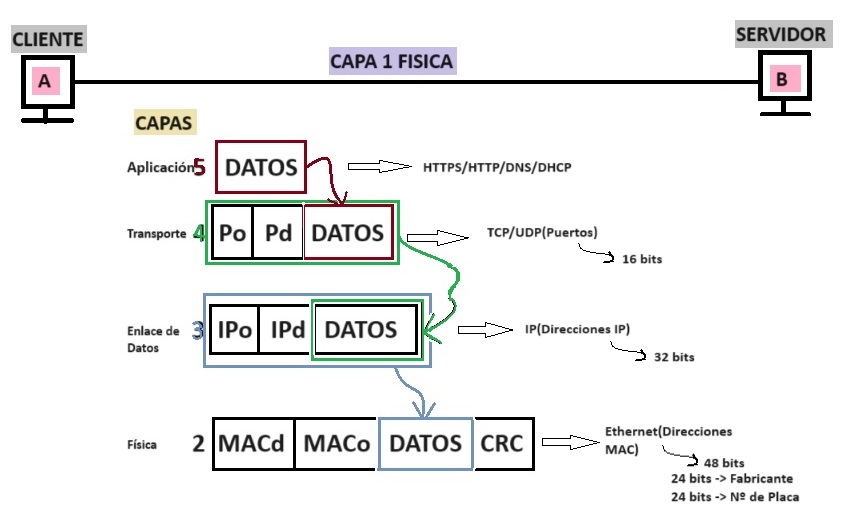 CLIENTE
SERVIDOR
CAPA 1 FISICA
A
B
CAPAS
Aplicación 5 DATOS HTTPS/HTTP/DNS/DHCP
Transporte 4 Po Pd DATOS TCP/UDP(Puertos)
16 bits
Enlace de
Datos
3 IPo IPd DATOS IP(Direcciones IP)
32 bits
Física 2 MACd MACo DATOS CRC Ethernet(Direcciones
MAC)
48 bits
24 bits -> Fabricante
24 bits -> Nº de Placa